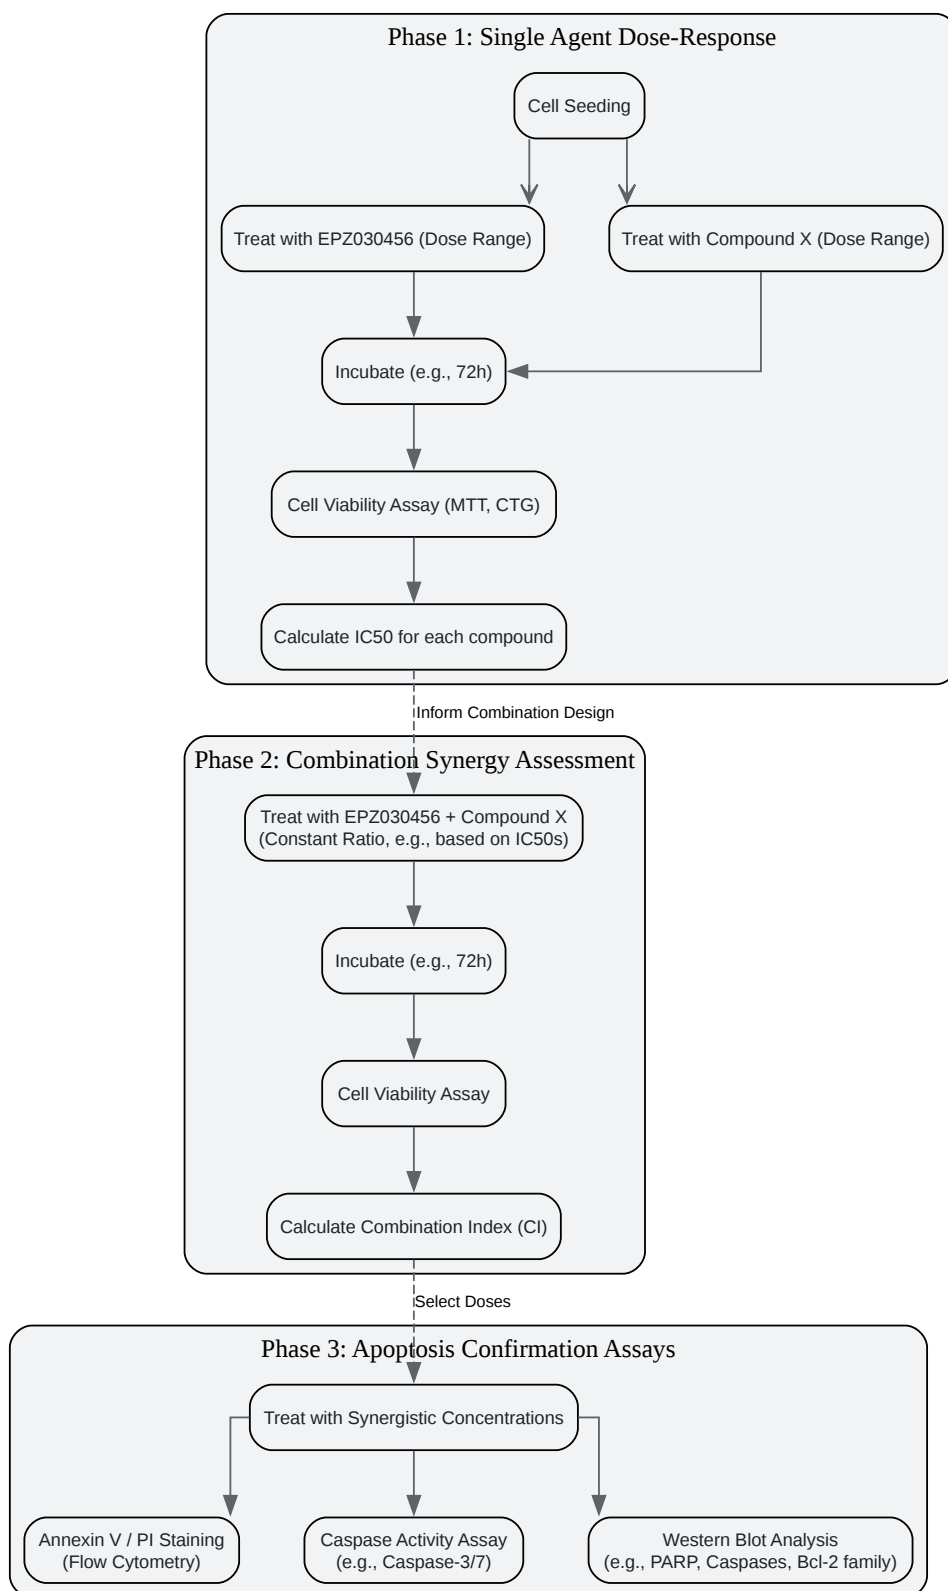 Phase 1: Single Agent Dose-Response
Cell Seeding
Treat with EPZ030456 (Dose Range)
Treat with Compound X (Dose Range)
Incubate (e.g., 72h)
Cell Viability Assay (MTT, CTG)
Calculate IC50 for each compound
Inform Combination Design
Phase 2: Combination Synergy Assessment
Treat with EPZ030456 + Compound X
(Constant Ratio, e.g., based on IC50s)
Incubate (e.g., 72h)
Cell Viability Assay
Calculate Combination Index (CI)
Select Doses
Phase 3: Apoptosis Confirmation Assays
Treat with Synergistic Concentrations
Annexin V / PI Staining
(Flow Cytometry)
Caspase Activity Assay
(e.g., Caspase-3/7)
Western Blot Analysis
(e.g., PARP, Caspases, Bcl-2 family)